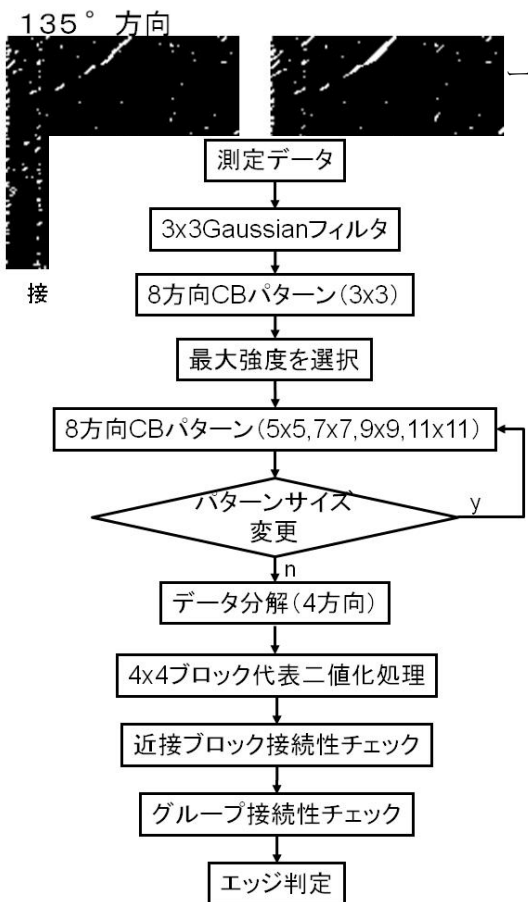 135°方向
接
測定データ
3x3Gaussianフィルタ
8方向CBパターン(3x3)
最大強度を選択
8方向CBパターン(5x5,7x7,9x9,11x11)
パターンサイズ
変更
y
n
データ分解(4方向)
4x4ブロック代表二値化処理
近接ブロック接続性チェック
グループ接続性チェック
エッジ判定